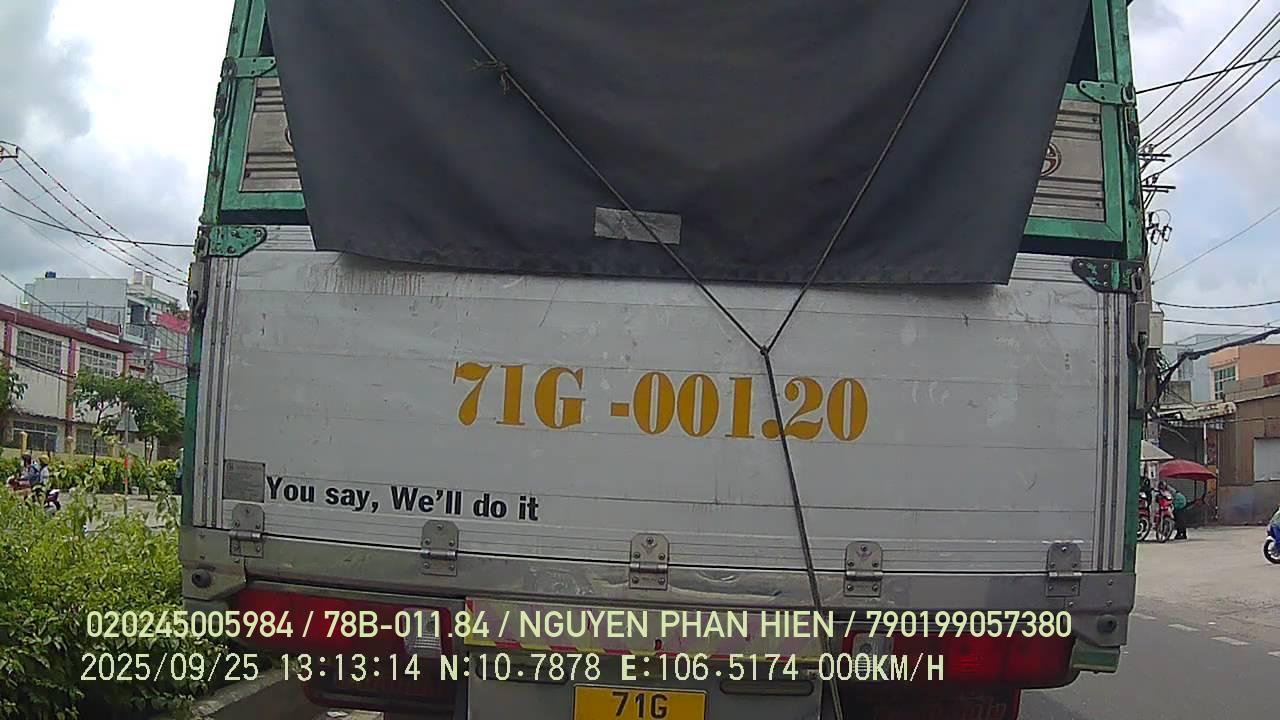 71G -001.20
You say, We'll do it
020245005984 / 78B-011.84 / NGUYEN PHAN HIEN / 790199057380
2025/09/25 13:13:14 N:10.7878 E:106.5174 000KM/H
71G